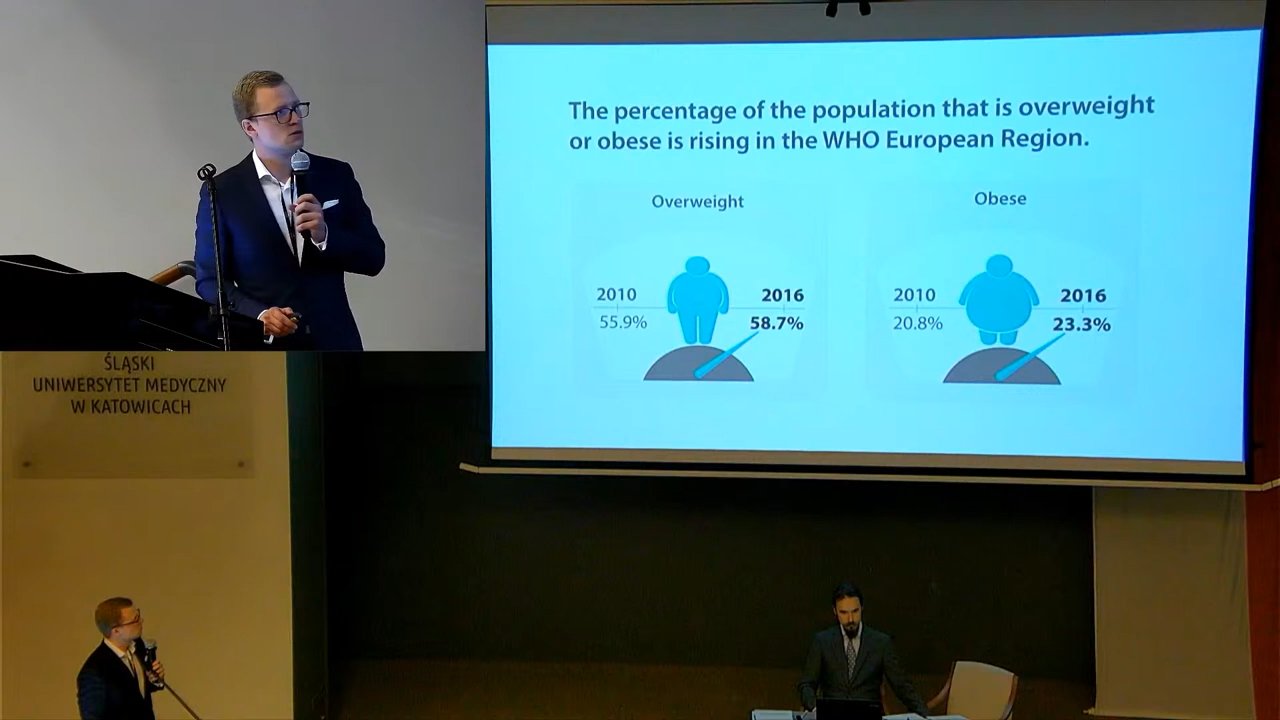 The percentage of the population that is overweight
or obese is rising in the WHO European Region.
Overweight
2010
55.9%
2016
58.7%
Obese
2010
20.8%
2016
23.3%
ŚLĄSKI
UNIWERSYTET MEDYCZNY
W KATOWICACH